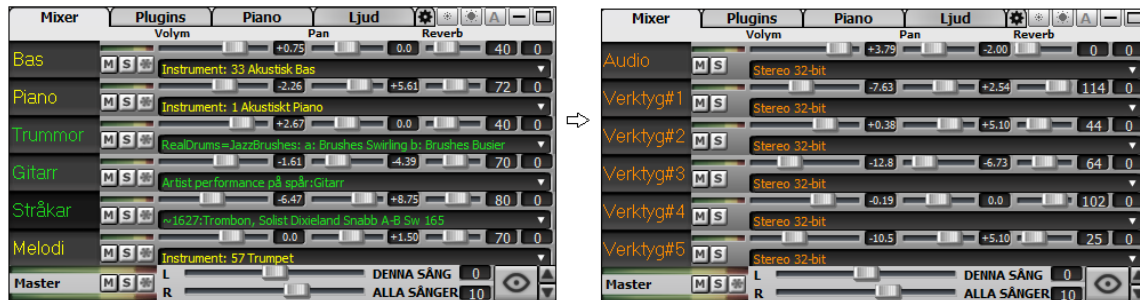 Mixer Plugins Piano Ljud A
Volym Pan Reverb
Bas +0.75 0.0 40 0
M S Instrument: 33 Akustisk Bas
Piano -2.26 +5.61 72 0
M S Instrument: 1 Akustiskt Piano
Trummor +2.67 0.0 40 0
M S RealDrums=JazzBrushes: a: Brushes Swirling b: Brushes Busier
Gitarr -1.61 -4.39 70 0
M S Artist performance på spår:Gitarr
Stråkar -6.47 +8.75 80 0
M S ~1627:Trombon, Solist Dixieland Snabb A-B Sw 165
Melodi 0.0 +1.50 70 0
M S Instrument: 57 Trumpet
Master M S L DENNA SÅNG 0
R ALLA SÅNGER 10
Mixer Plugins Piano Ljud A
Volym Pan Reverb
Audio +3.79 -2.00 0 0
M S Stereo 32-bit
Verktyg#1 -7.63 +2.54 114 0
M S Stereo 32-bit
Verktyg#2 +0.38 +5.10 44 0
M S Stereo 32-bit
Verktyg#3 -12.8 -6.73 64 0
M S Stereo 32-bit
Verktyg#4 -0.19 0.0 102 0
M S Stereo 32-bit
Verktyg#5 -10.5 +5.10 25 0
M S Stereo 32-bit
Master M S L DENNA SÅNG 0
R ALLA SÅNGER 10